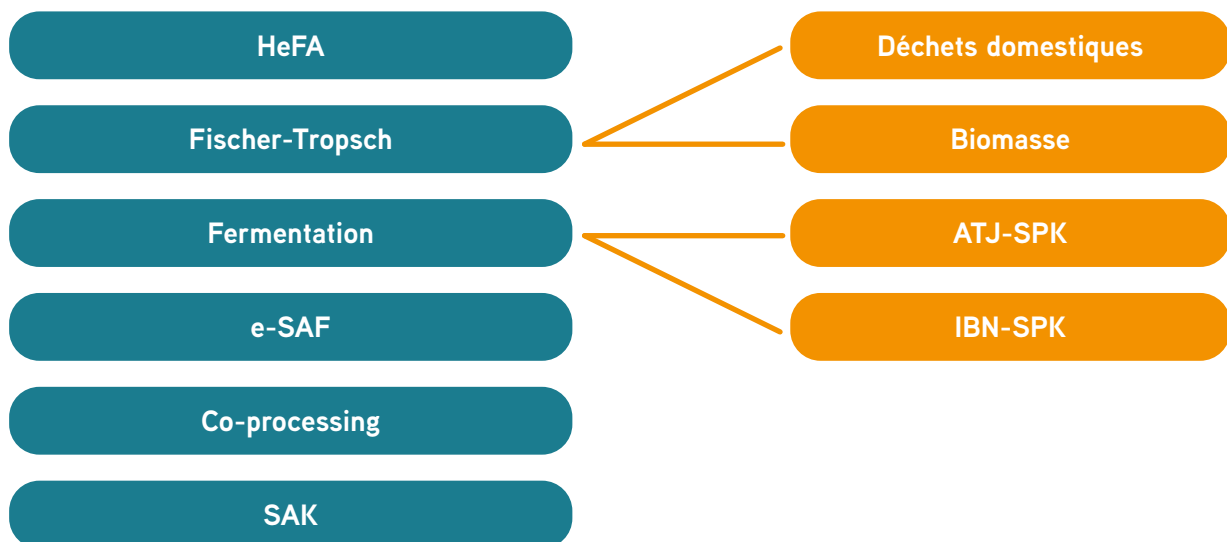 HeFA
Déchets domestiques
Fischer-Tropsch
Biomasse
Fermentation
ATJ-SPK
e-SAF
IBN-SPK
Co-processing
SAK